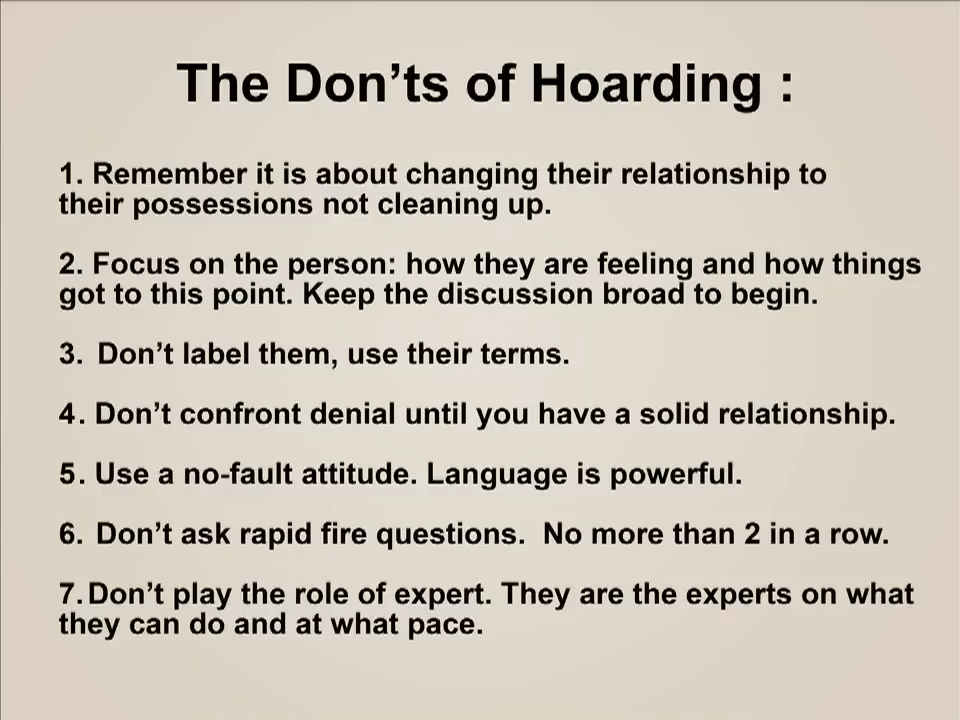 The Don’ts of Hoarding :
1. Remember it is about changing their relationship to
their possessions not cleaning up.
2. Focus on the person: how they are feeling and how things
got to this point. Keep the discussion broad to begin.
3. Don’t label them, use their terms.
4. Don’t confront denial until you have a solid relationship.
5. Use a no-fault attitude. Language is powerful.
6. Don’t ask rapid fire questions. No more than 2 in a row.
7. Don’t play the role of expert. They are the experts on what
they can do and at what pace.